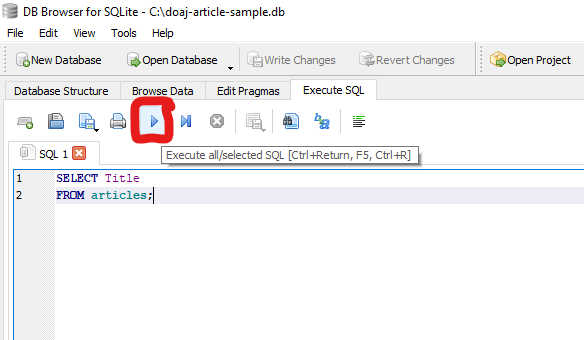 DB Browser for SQLite - C:\doaj-article-sample.db
File Edit View Tools Help
New Database Open Database Write Changes Revert Changes Open Project
Database Structure Browse Data Edit Pragmas Execute SQL
Execute all/selected SQL [Ctrl+Return, F5, Ctrl+R]
SQL 1
1 SELECT Title
2 FROM articles;